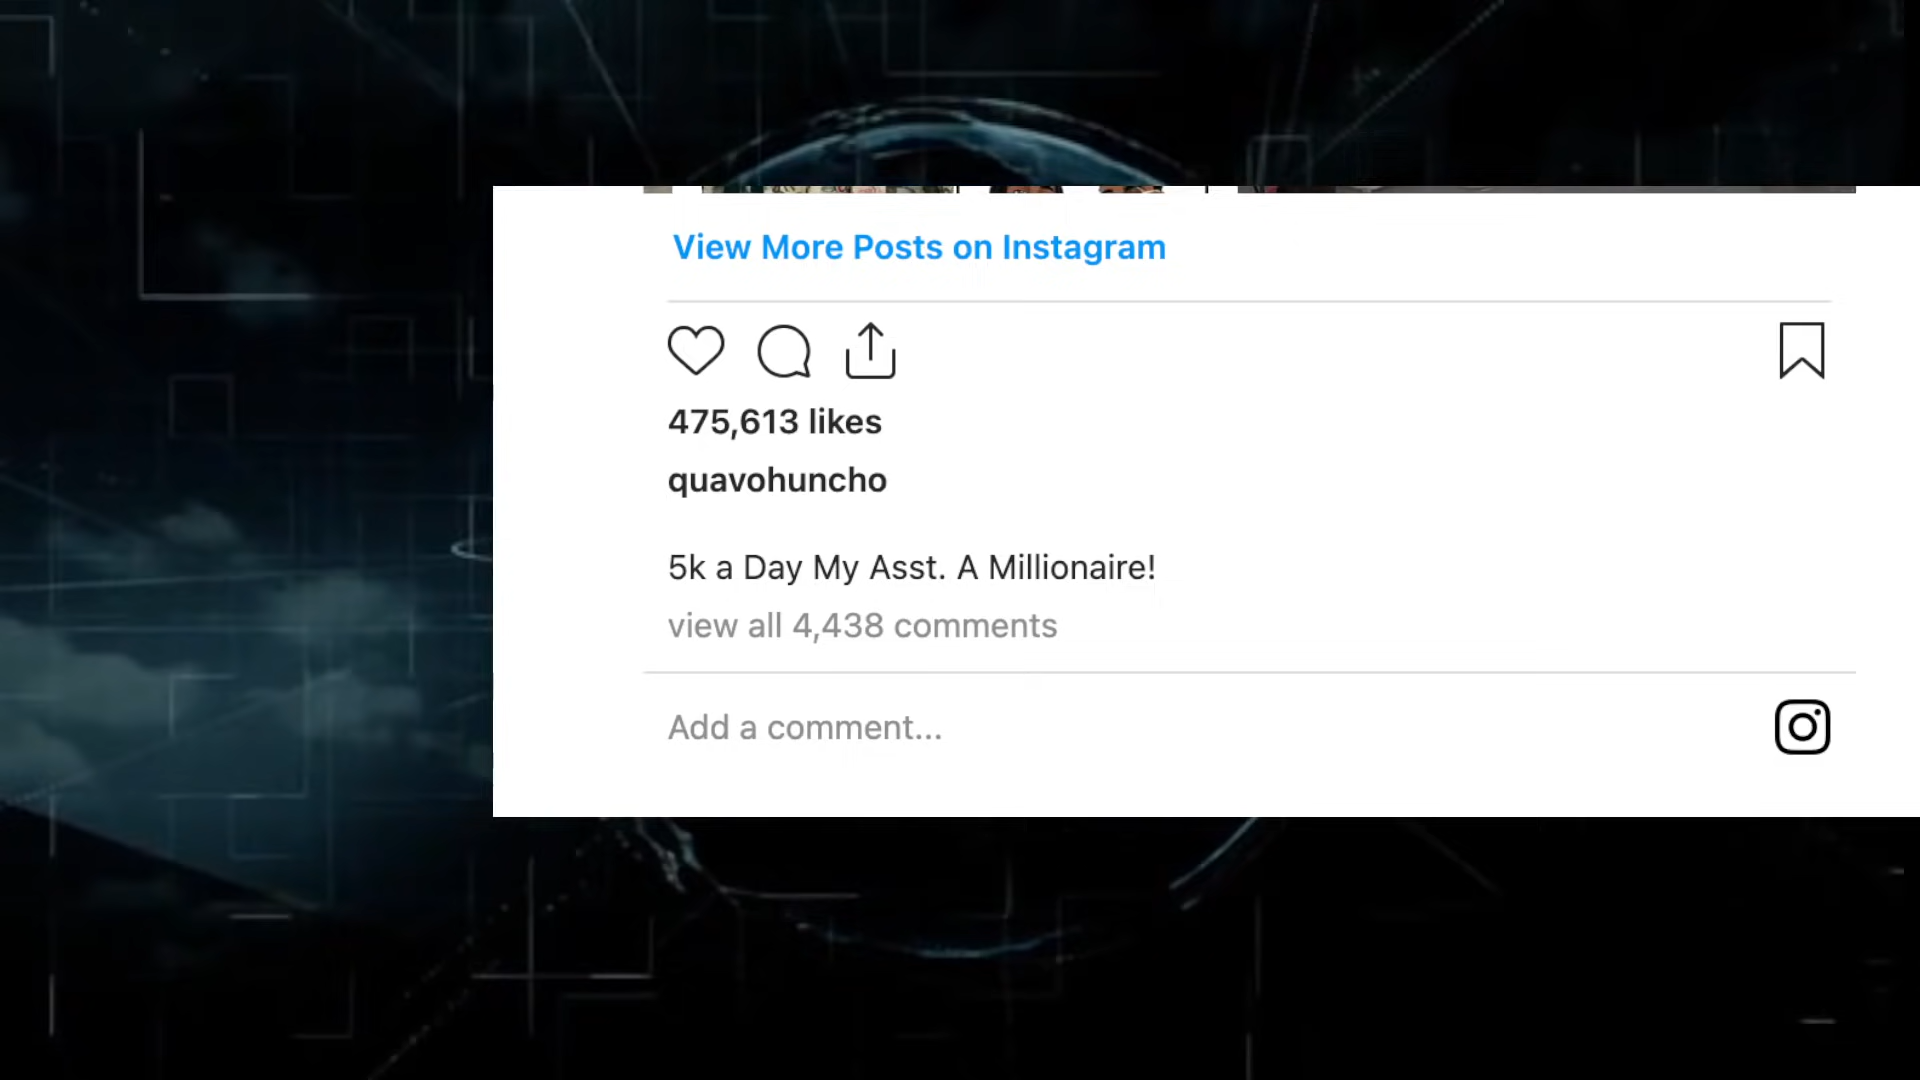 View More Posts on Instagram
475,613 likes
quavohuncho
5k a Day My Asst. A Millionaire!
view all 4,438 comments
Add a comment...